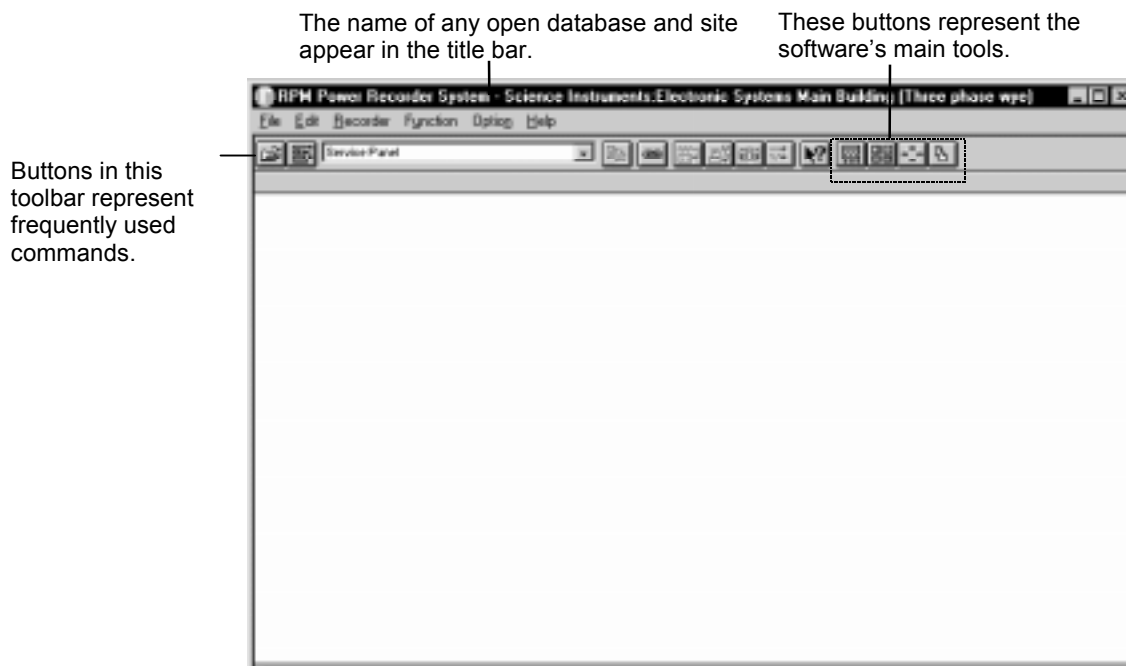 The name of any open database and site
appear in the title bar.
These buttons represent the
software’s main tools.
RPM Power Recorder System - Science Instruments:Electronic Systems Main Building (Three phase wye)
File Edit Recorder Function Option Help
Service Panel
Buttons in this
toolbar represent
frequently used
commands.